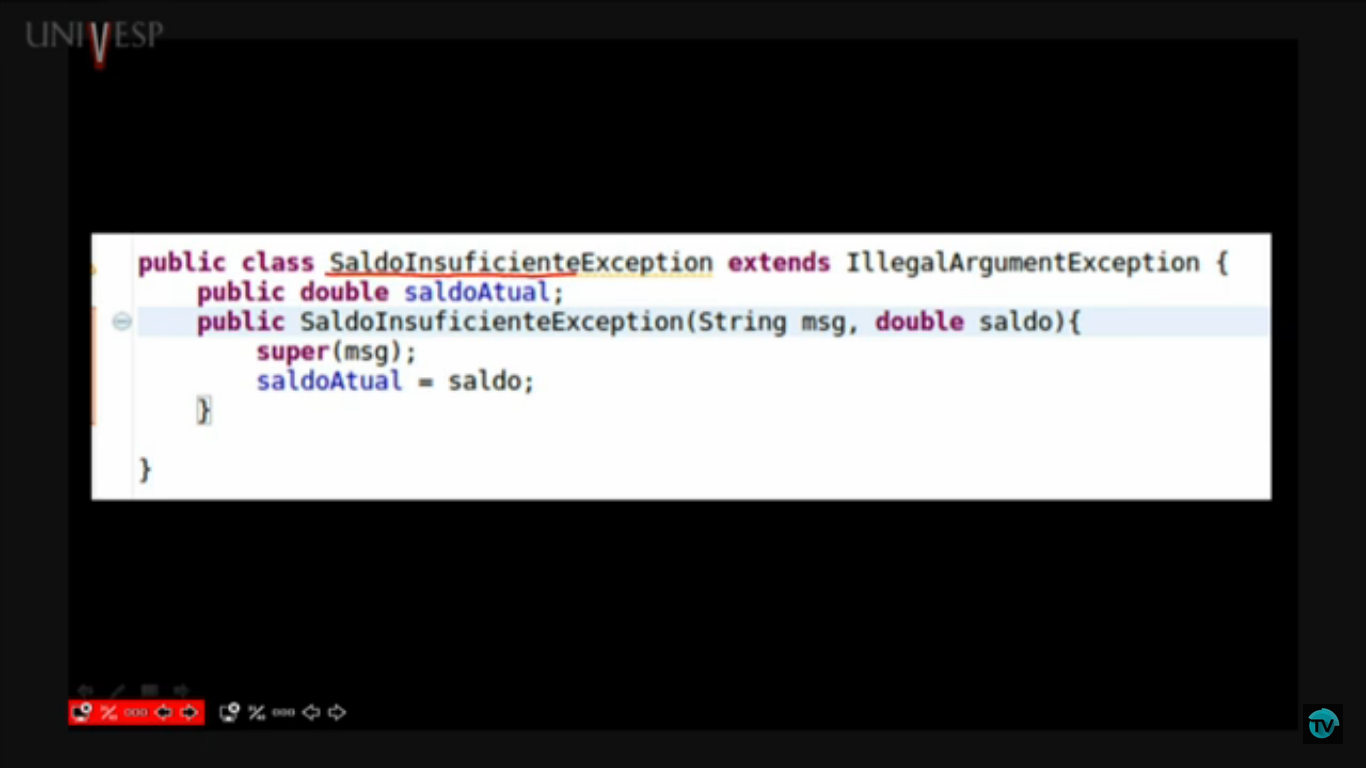 UNIVESP
public class SaldoInsuficienteException extends IllegalArgumentException {
public double saldoAtual;
public SaldoInsuficienteException(String msg, double saldo){
super(msg);
saldoAtual = saldo;
}
}
TV